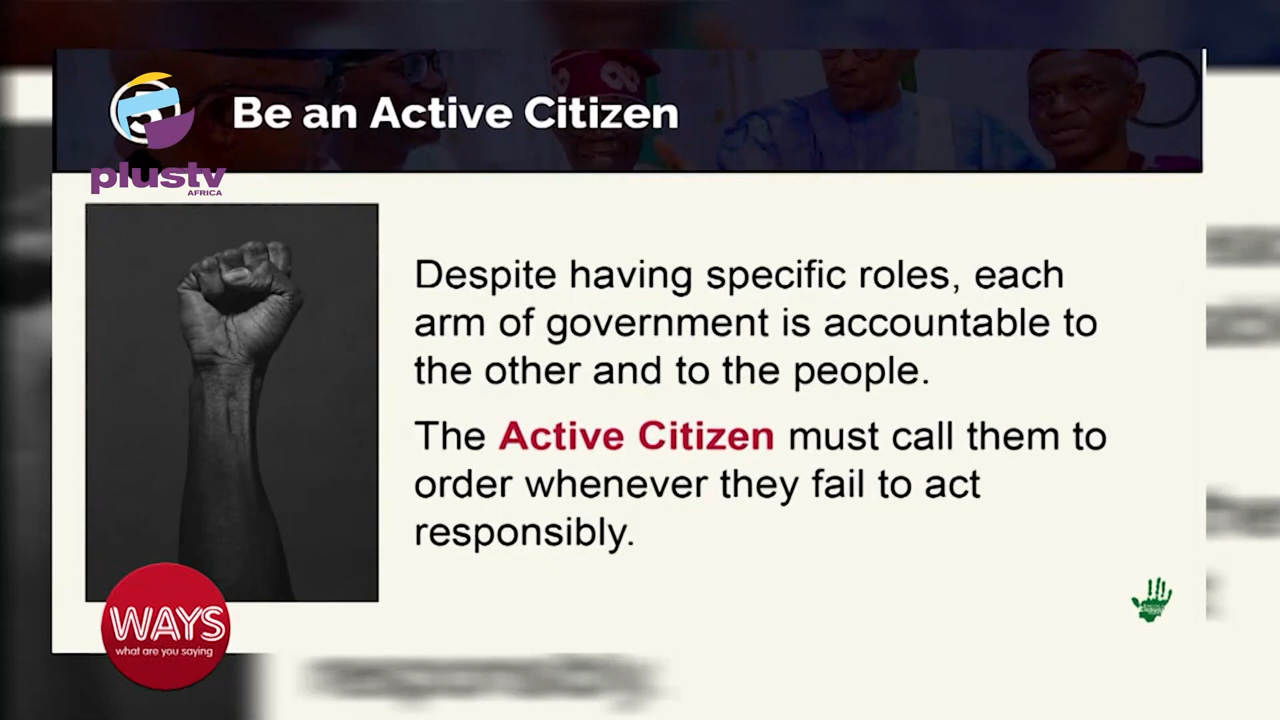 Be an Active Citizen
plustv
AFRICA
Despite having specific roles, each
arm of government is accountable to
the other and to the people.
The Active Citizen must call them to
order whenever they fail to act
responsibly.
WAYS
what are you saying
responsibly.